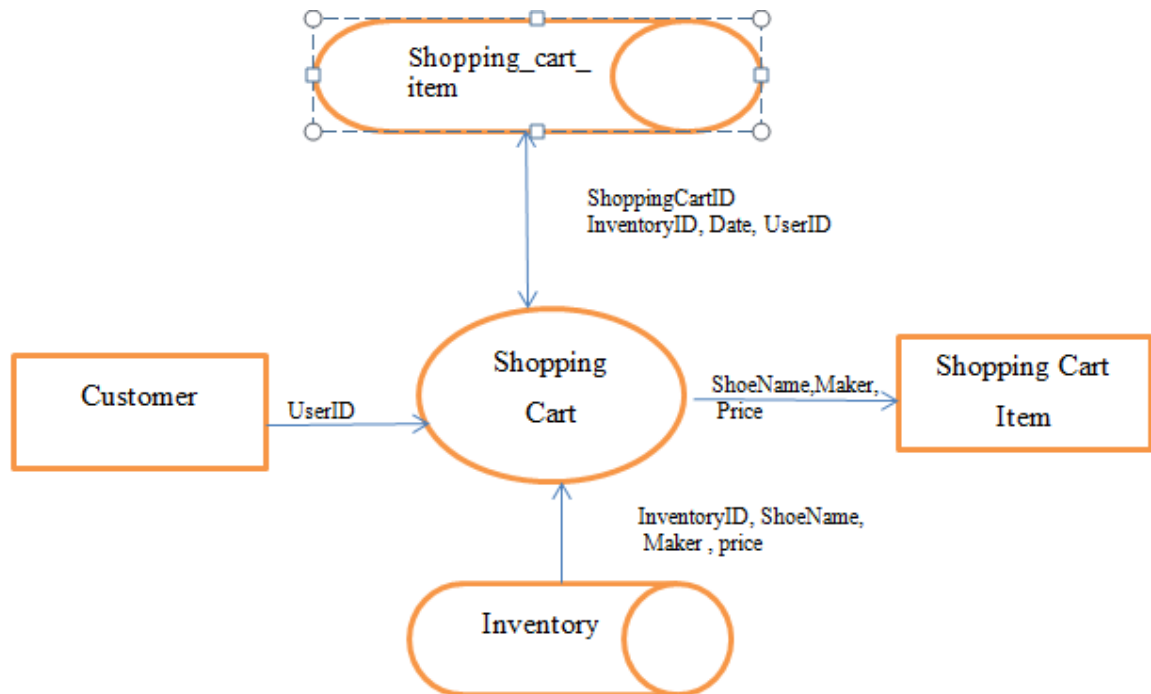 Shopping_cart_
item
ShoppingCartID
InventoryID, Date, UserID
Customer
UserID
Shopping
Cart
ShoeName,Maker,
Price
Shopping Cart
Item
InventoryID, ShoeName,
Maker , price
Inventory